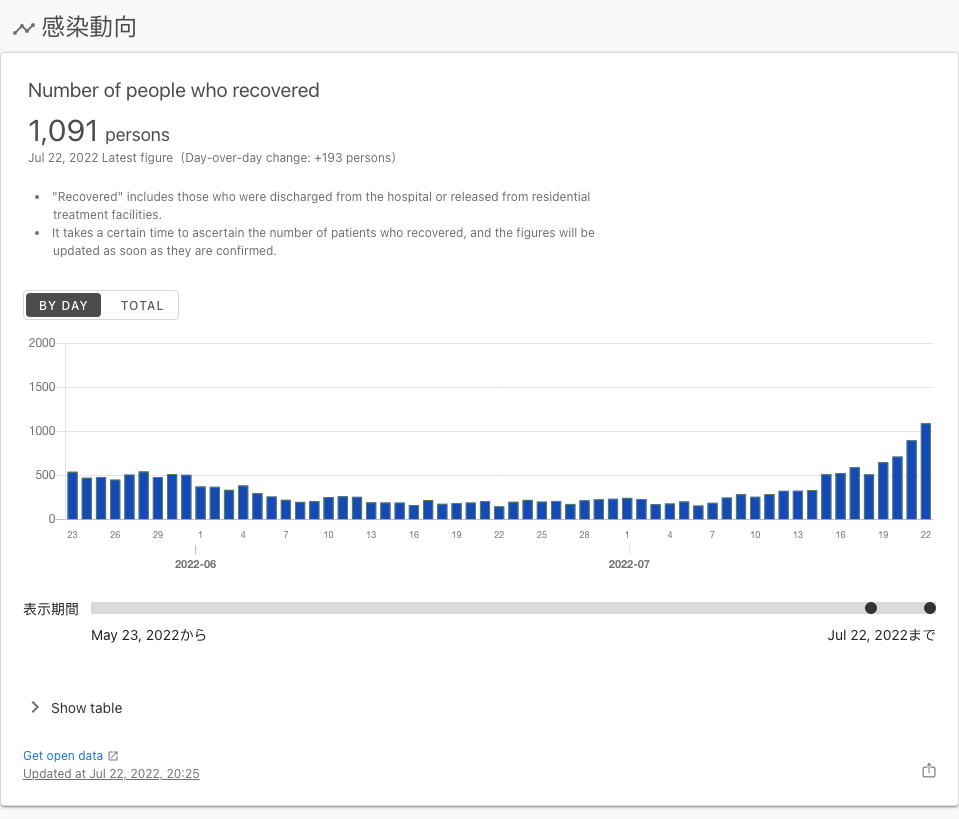 感染動向
Number of people who recovered
1,091 persons
Jul 22, 2022 Latest figure (Day-over-day change: +193 persons)
"Recovered" includes those who were discharged from the hospital or released from residential
treatment facilities.
It takes a certain time to ascertain the number of patients who recovered, and the figures will be
updated as soon as they are confirmed.
BY DAY TOTAL
2000
1500
1000
500
0
23 26 29 1 4 7 10 13 16 19 22 25 28 1 4 7 10 13 16 19 22
2022-06 2022-07
表示期間
May 23, 2022から Jul 22, 2022まで
Show table
Get open data
Updated at Jul 22, 2022, 20:25